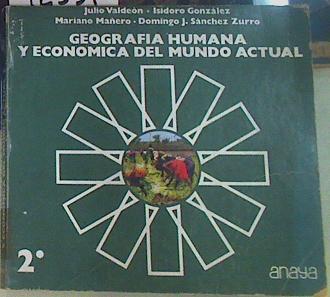 Julio Valdeón · Isidoro González
Mariano Mañero · Domingo J. Sánchez Zurro
GEOGRAFIA HUMANA
Y ECONOMICA DEL MUNDO ACTUAL
2°
anaya